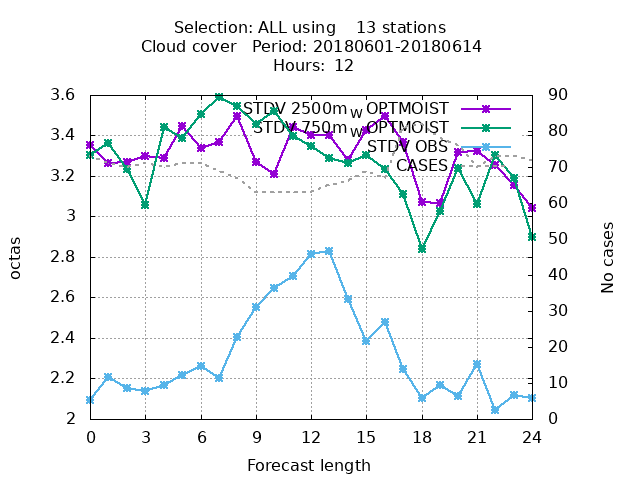 Selection: ALL using    13 stations
Cloud cover   Period: 20180601-20180614
Hours:  12
STDV 2500m_W OPTMOIST
STDV 750m_W OPTMOIST
STDV OBS
CASES
3.6
3.4
3.2
3
2.8
2.6
2.4
2.2
2
90
80
70
60
50
40
30
20
10
0
octas
No cases
0 3 6 9 12 15 18 21 24
Forecast length